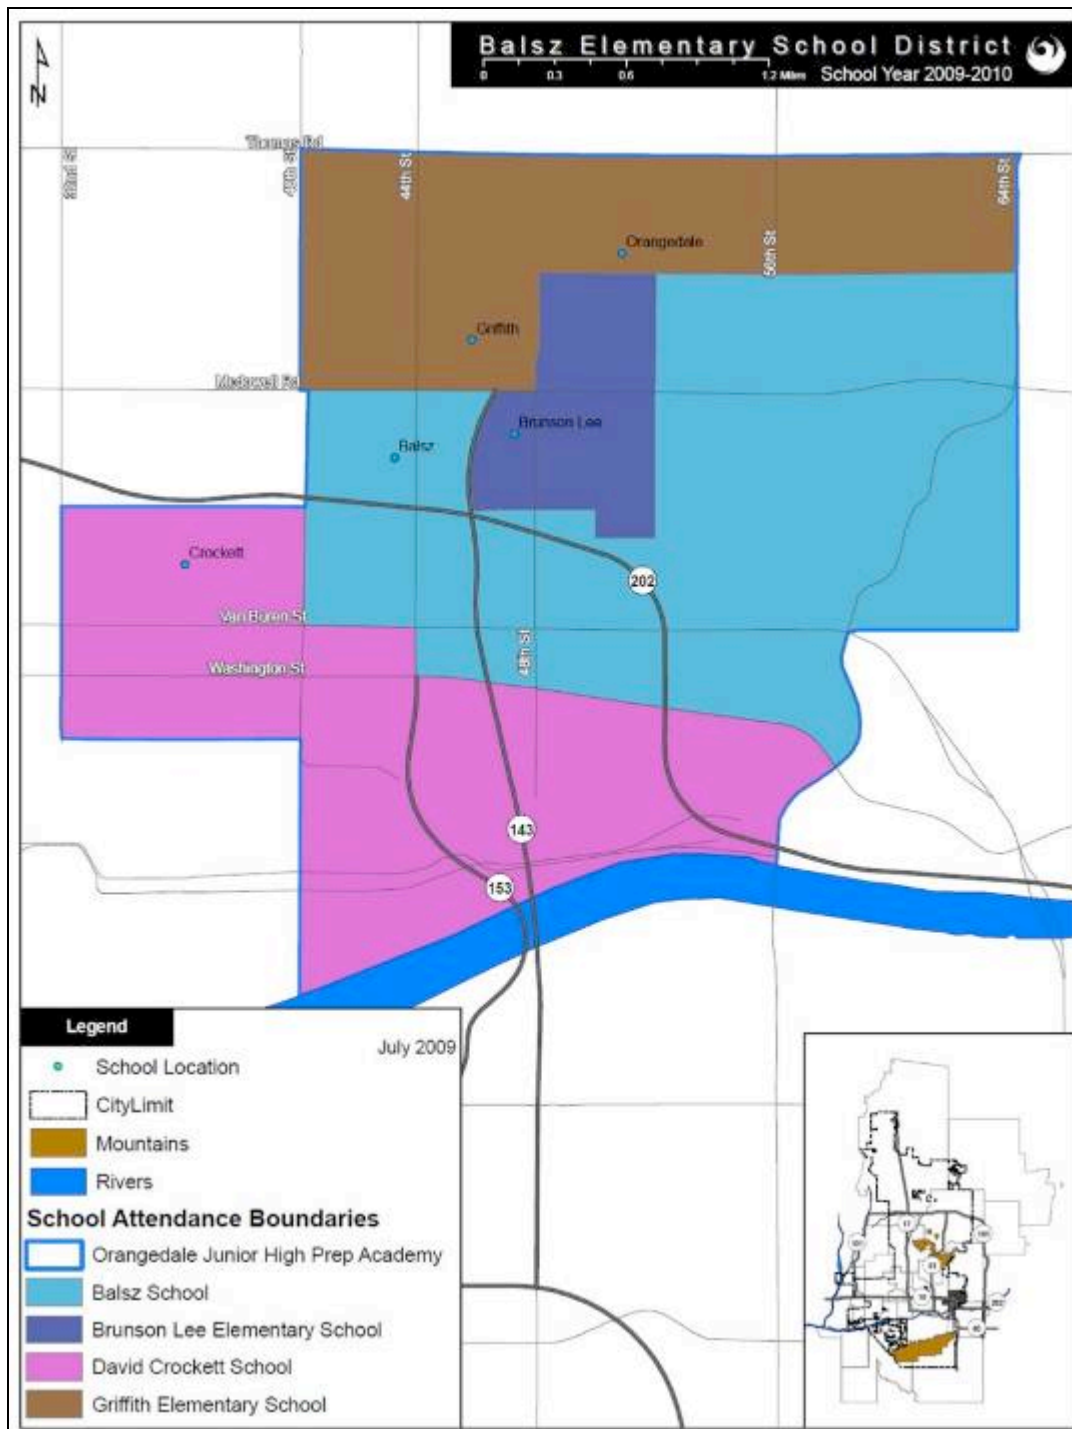 Balsz Elementary School District
0 0.3 0.6 1.2 Miles
School Year 2009-2010
N
Thomas Rd
44th St
64th St
56th St
Orangedale
Griffith
Mcdowell Rd
Brunson Lee
Balsz
Crockett
202
Van Buren St
48th St
Washington St
143
153
Legend
July 2009
School Location
CityLimit
Mountains
Rivers
School Attendance Boundaries
Orangedale Junior High Prep Academy
Balsz School
Brunson Lee Elementary School
David Crockett School
Griffith Elementary School